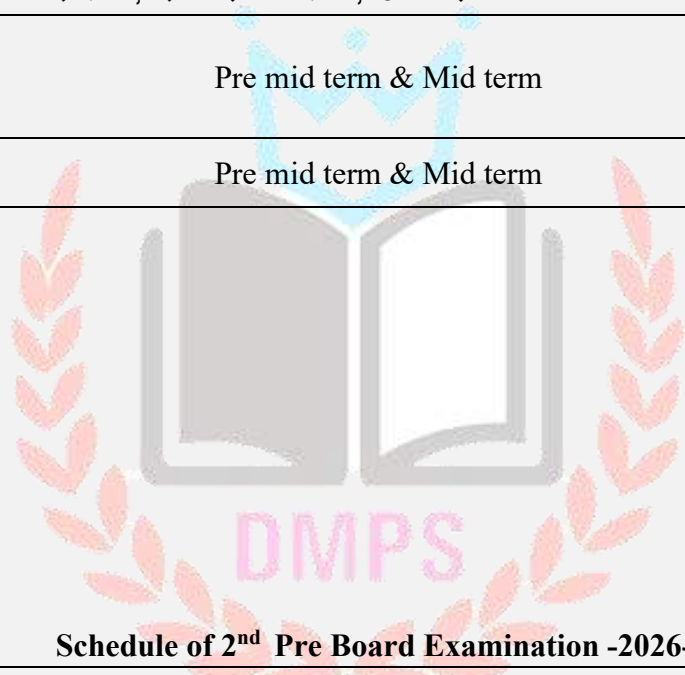 Pre mid term & Mid term
Pre mid term & Mid term
DMPS
Schedule of 2nd Pre Board Examination -2026-